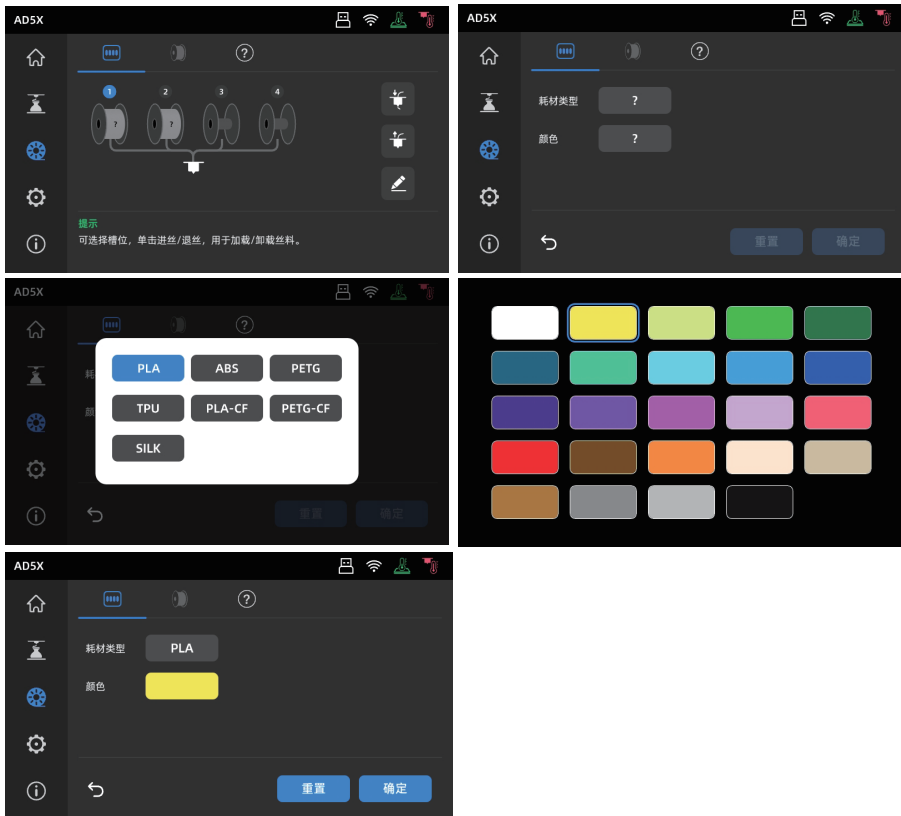 AD5X
?
1 2 3 4
? ?
提示
可选择槽位，单击进丝/退丝，用于加载/卸载丝料。
AD5X
?
耗材类型 ?
颜色 ?
重置 确定
AD5X
?
耗
颜
PLA ABS PETG
TPU PLA-CF PETG-CF
SILK
重置 确定
AD5X
?
耗材类型 PLA
颜色
重置 确定